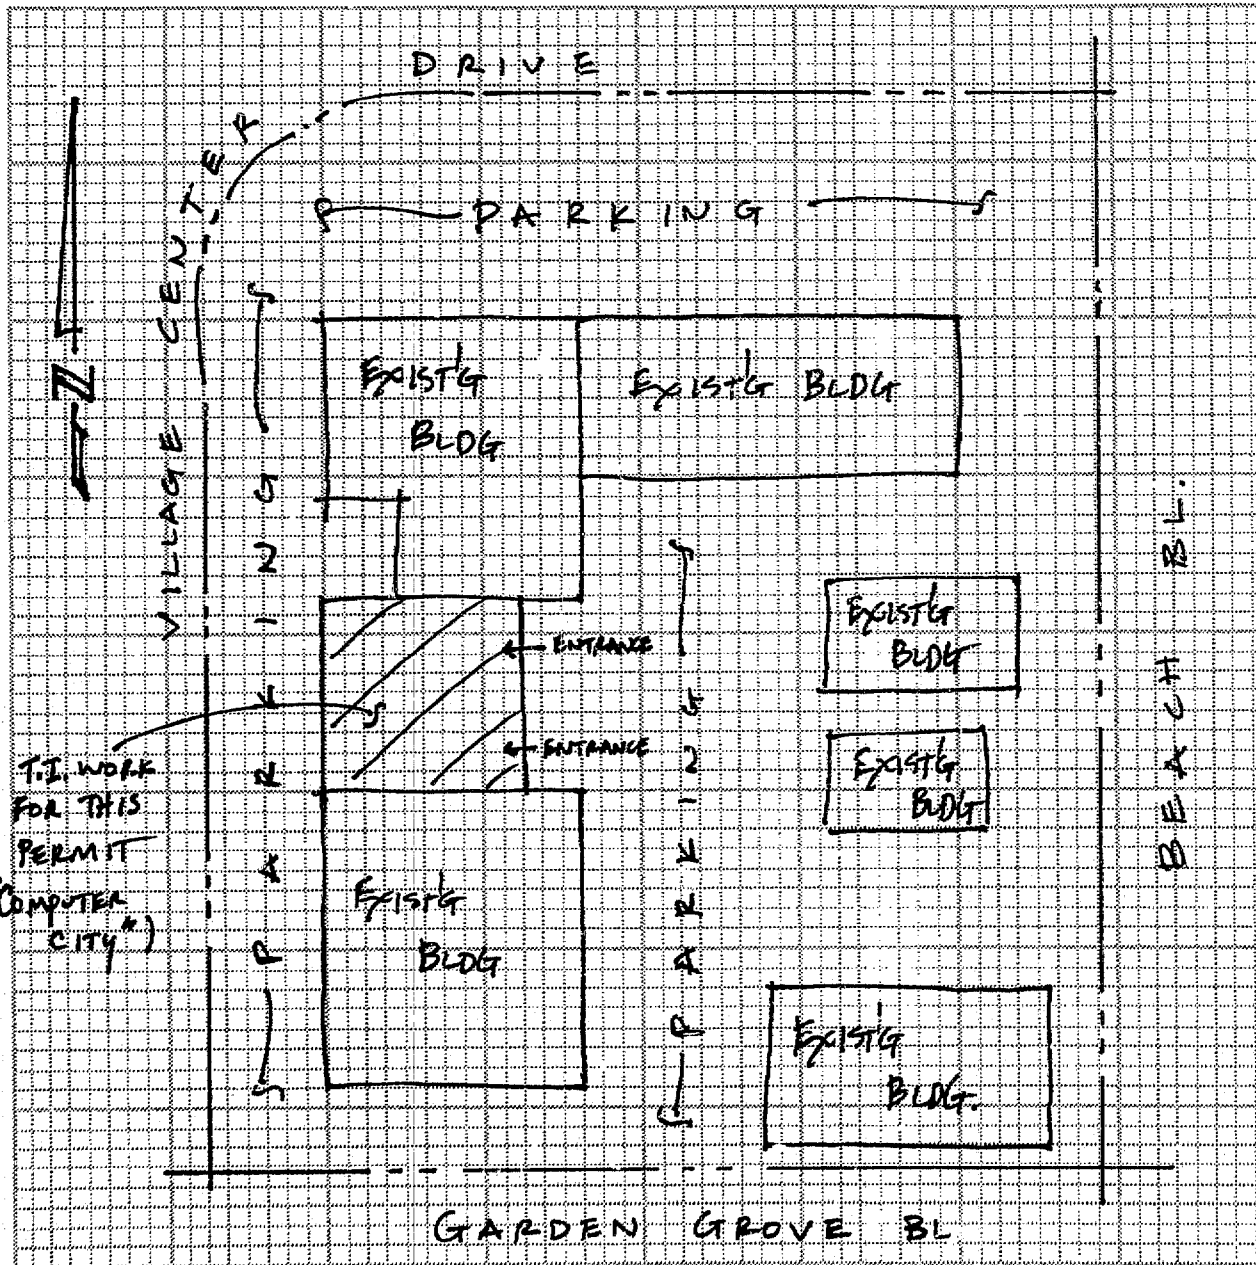 DRIVE
VILLAGE CENTER
PARKING
N
EXIST'G
BLDG
EXIST'G BLDG
PARKING
ENTRANCE
ENTRANCE
PARKING
EXIST'G
BLDG
EXIST'G
BLDG
BEACH BL.
T.I. WORK
FOR THIS
PERMIT
COMPUTER
CITY")
EXIST'G
BLDG
EXIST'G
BLDG.
GARDEN GROVE BL